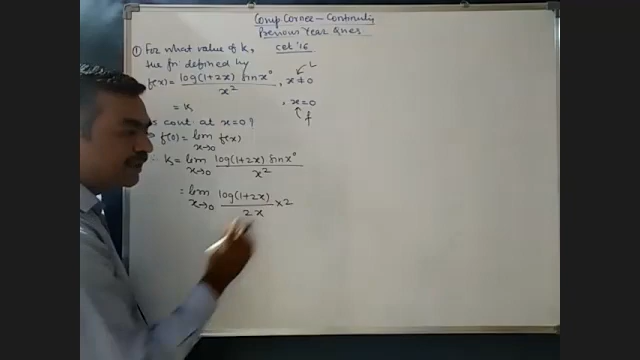 Comp Corner – Continuity
Previous Year Ques
① For what value of k, cet '16
the fn defined by
f(x) = log(1+2x) sin x° / x² , x ≠ 0
L
= k , x = 0
f
is cont. at x = 0 ?
f(0) = lim x→0 f(x)
∴ k = lim x→0 log(1+2x) sin x° / x²
= lim x→0 log(1+2x) / 2x × 2